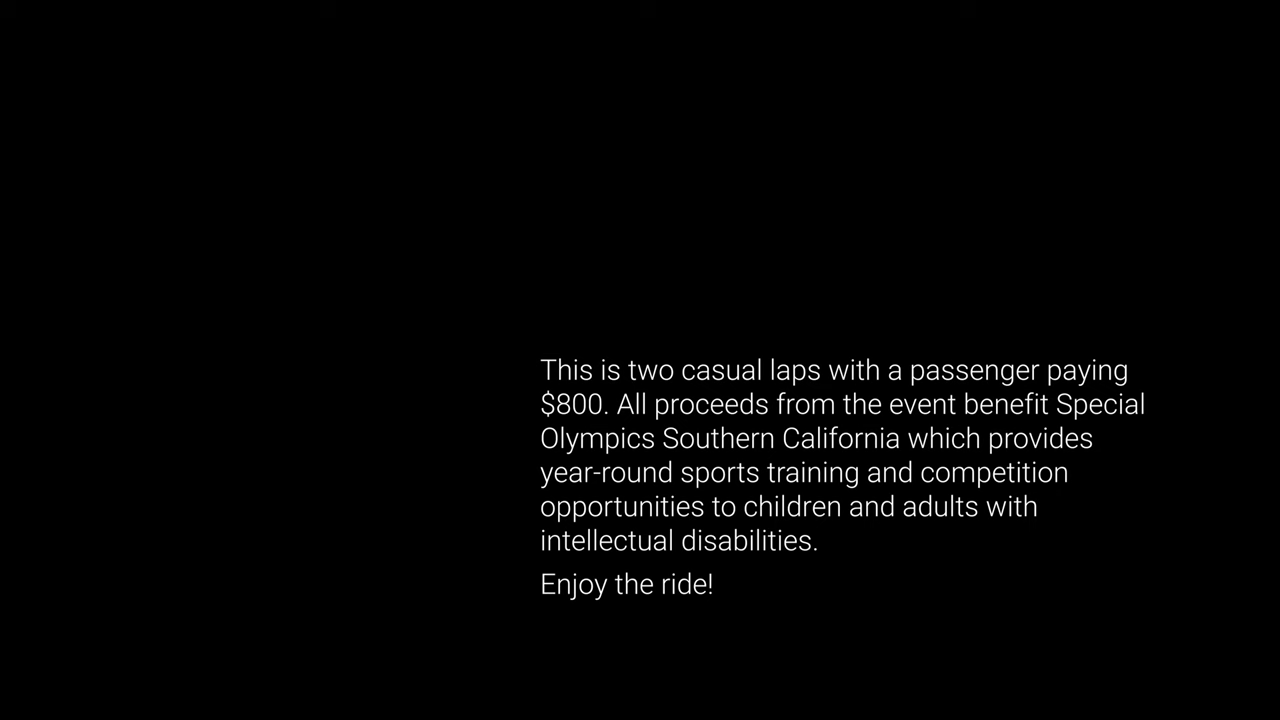 This is two casual laps with a passenger paying
$800. All proceeds from the event benefit Special
Olympics Southern California which provides
year-round sports training and competition
opportunities to children and adults with
intellectual disabilities.
Enjoy the ride!